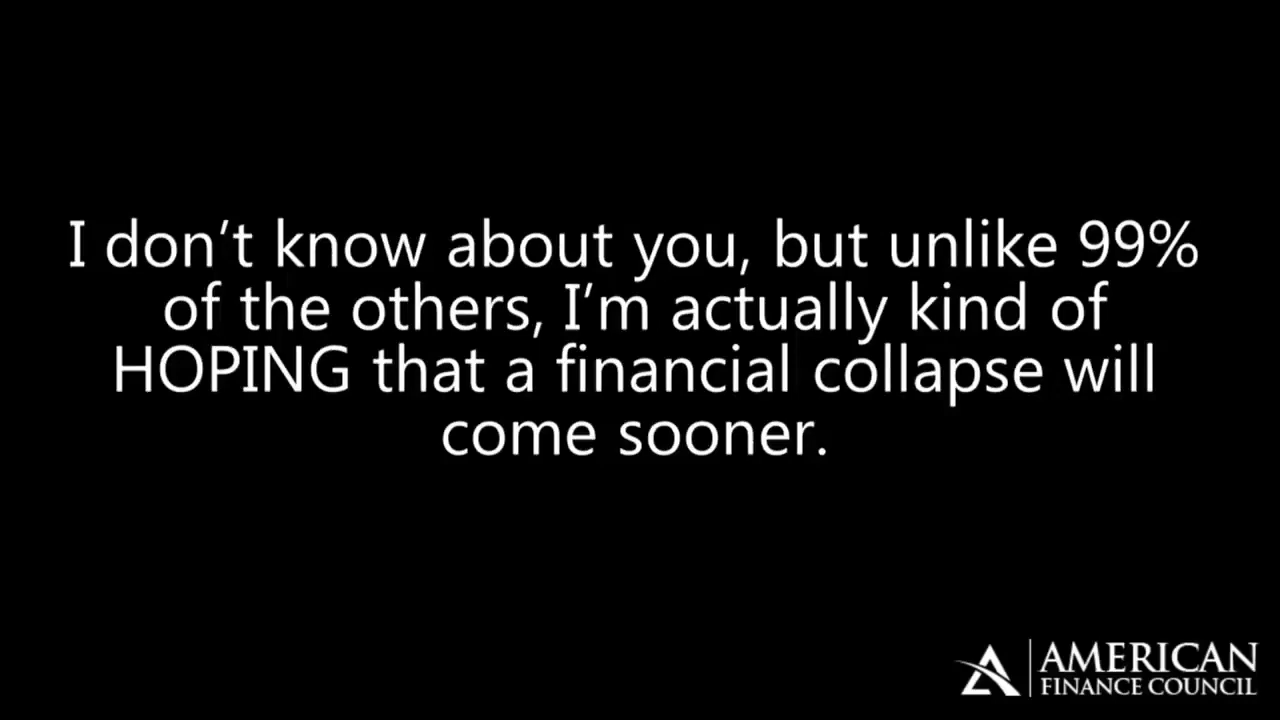 I don’t know about you, but unlike 99%
of the others, I’m actually kind of
HOPING that a financial collapse will
come sooner.
AMERICAN
FINANCE COUNCIL